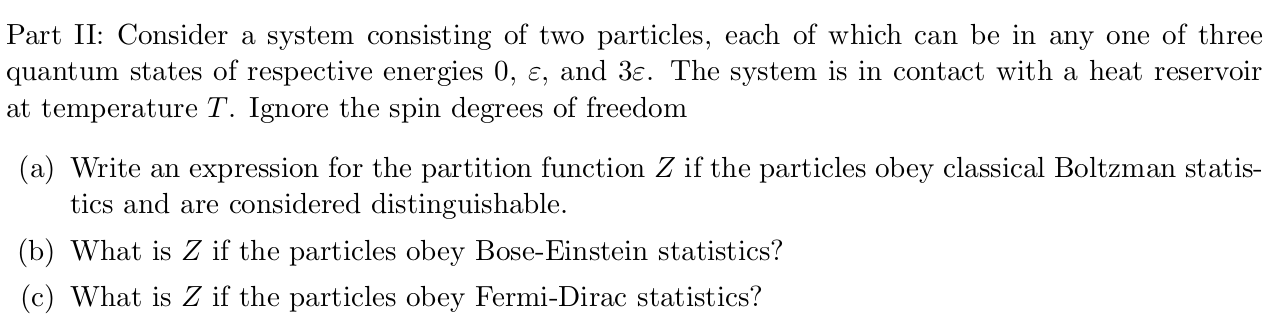 Part II: Consider a system consisting of two particles, each of which can be in any one of three
quantum states of respective energies 0, ε, and 3ε. The system is in contact with a heat reservoir
at temperature T. Ignore the spin degrees of freedom
(a) Write an expression for the partition function Z if the particles obey classical Boltzman statis-
tics and are considered distinguishable.
(b) What is Z if the particles obey Bose-Einstein statistics?
(c) What is Z if the particles obey Fermi-Dirac statistics?